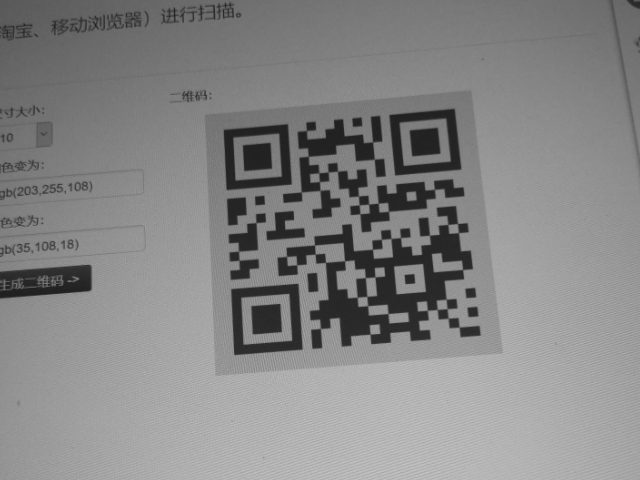 淘宝、移动浏览器）进行扫描。
二维码：
尺寸大小：
10
色变为：
gb(203,255,108)
色变为：
gb(35,108,18)
生成二维码 ->